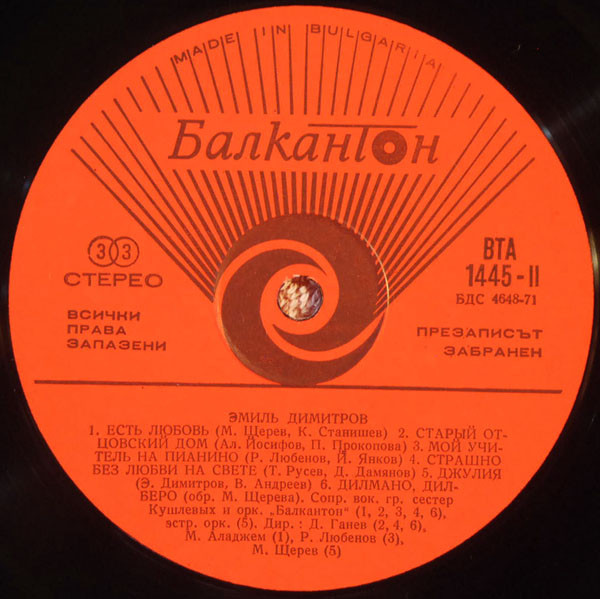 MADE IN BULGARIA
Балкантон
33
СТЕРЕО
ВСИЧКИ
ПРАВА
ЗАПАЗЕНИ
ВТА
1445-II
БДС 4648-71
ПРЕЗАПИСЪТ
ЗАБРАНЕН
ЭМИЛЬ ДИМИТРОВ
1. ЕСТЬ ЛЮБОВЬ (М. Щерев, К. Станишев) 2. СТАРЫЙ ОТ-
ЦОВСКИЙ ДОМ (Ал. Йосифов, П. Прокопова) 3. МОЙ УЧИ-
ТЕЛЬ НА ПИАНИНО (Р. Любенов, Й. Янков) 4. СТРАШНО
БЕЗ ЛЮБВИ НА СВЕТЕ (Т. Русев, Д. Дамянов) 5. ДЖУЛИЯ
(Э. Димитров, В. Андреев) 6. ДИЛМАНО, ДИЛ-
БЕРО (обр. М. Щерева). Сопр. вок. гр. сестер
Кушлевых и орк. „Балкантон“ (1, 2, 3, 4, 6),
эстр. орк. (5). Дир.: Д. Ганев (2, 4, 6),
М. Аладжем (1), Р. Любенов (3),
М. Щерев (5)